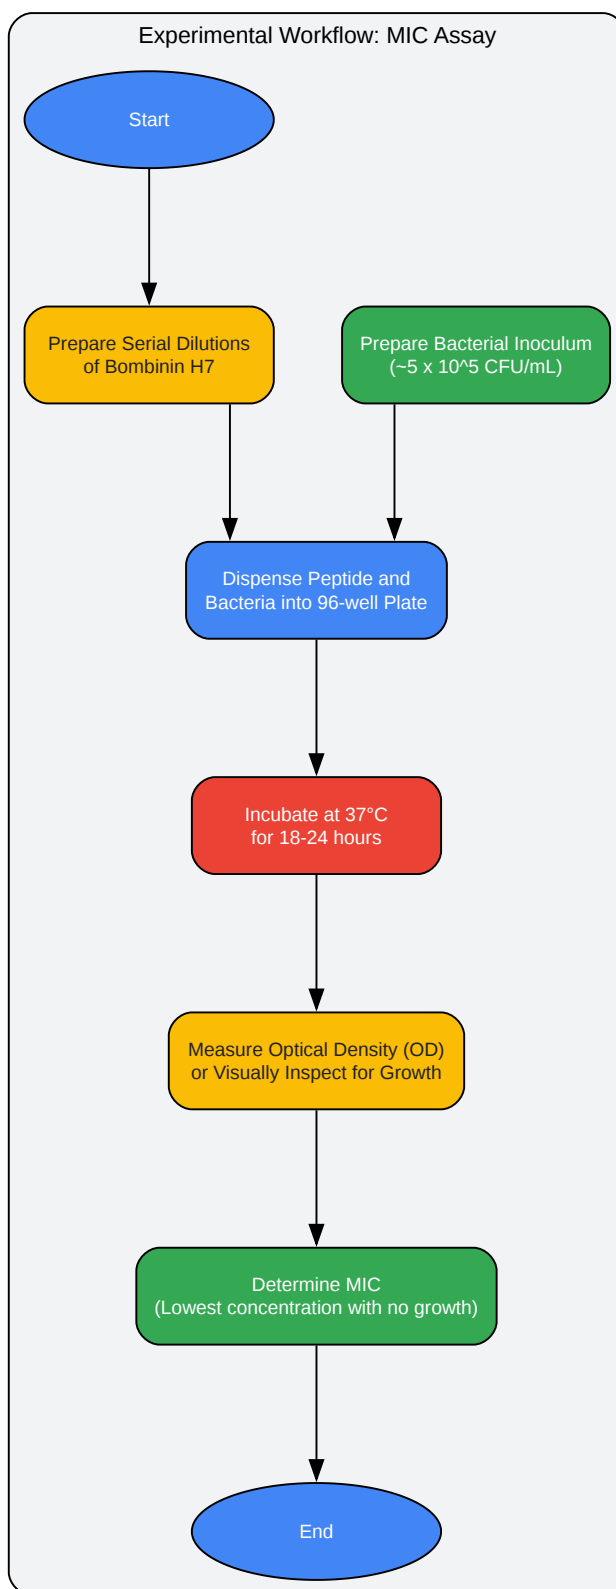 Experimental Workflow: MIC Assay
Start
Prepare Serial Dilutions
of Bombinin H7
Prepare Bacterial Inoculum
(~5 x 10^5 CFU/mL)
Dispense Peptide and
Bacteria into 96-well Plate
Incubate at 37°C
for 18-24 hours
Measure Optical Density (OD)
or Visually Inspect for Growth
Determine MIC
(Lowest concentration with no growth)
End